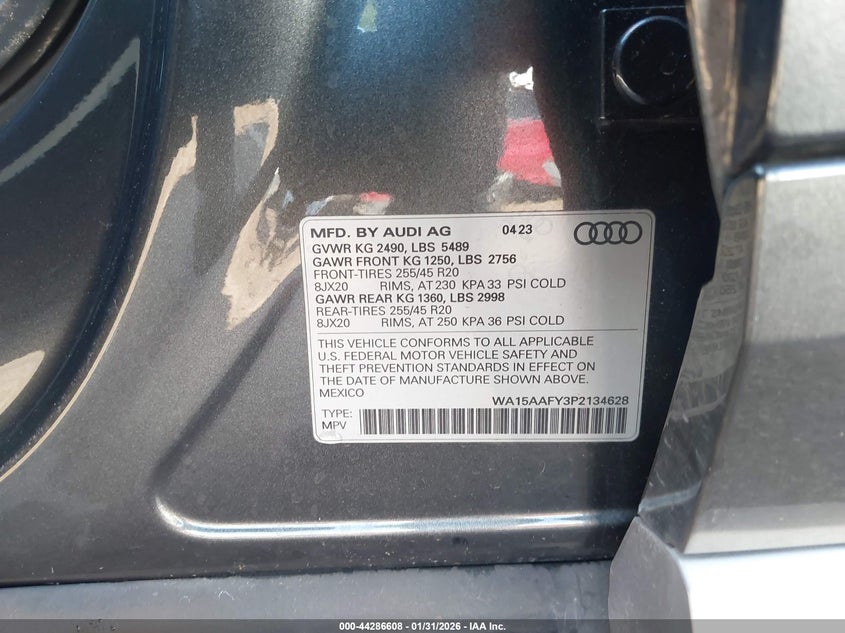 MFD. BY AUDI AG 0423
GVWR KG 2490, LBS 5489
GAWR FRONT KG 1250, LBS 2756
FRONT-TIRES 255/45 R20
8JX20 RIMS, AT 230 KPA 33 PSI COLD
GAWR REAR KG 1360, LBS 2998
REAR-TIRES 255/45 R20
8JX20 RIMS, AT 250 KPA 36 PSI COLD
THIS VEHICLE CONFORMS TO ALL APPLICABLE
U.S. FEDERAL MOTOR VEHICLE SAFETY AND
THEFT PREVENTION STANDARDS IN EFFECT ON
THE DATE OF MANUFACTURE SHOWN ABOVE.
MEXICO WA15AAFY3P2134628
TYPE:
MPV
000-44286608 - 01/31/2026 - IAA Inc.